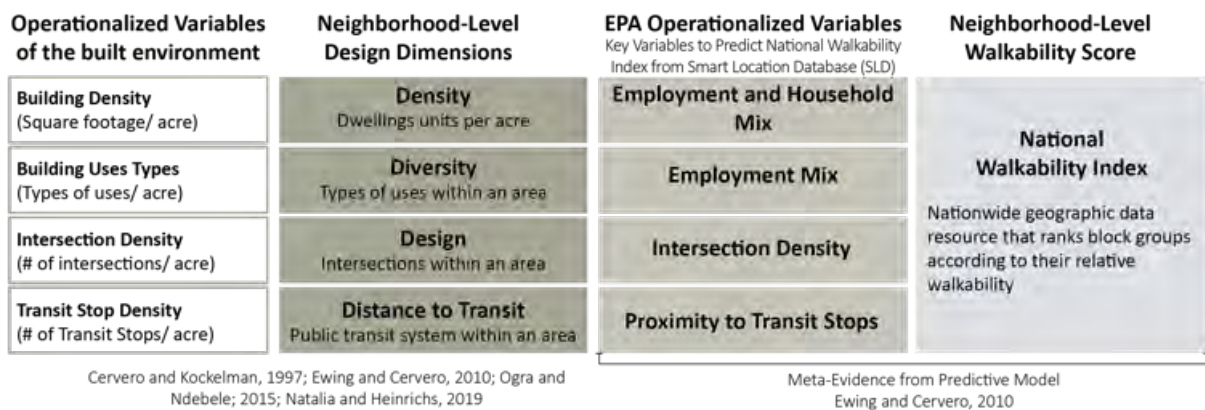 Operationalized Variables
of the built environment
Neighborhood-Level
Design Dimensions
EPA Operationalized Variables
Key Variables to Predict National Walkability
Index from Smart Location Database (SLD)
Neighborhood-Level
Walkability Score
Building Density
(Square footage/ acre)
Density
Dwellings units per acre
Employment and Household
Mix
Building Uses Types
(Types of uses/ acre)
Diversity
Types of uses within an area
Employment Mix
Intersection Density
(# of intersections/ acre)
Design
Intersections within an area
Intersection Density
Transit Stop Density
(# of Transit Stops/ acre)
Distance to Transit
Public transit system within an area
Proximity to Transit Stops
National
Walkability Index
Nationwide geographic data
resource that ranks block groups
according to their relative
walkability
Cervero and Kockelman, 1997; Ewing and Cervero, 2010; Ogra and
Ndebele; 2015; Natalia and Heinrichs, 2019
Meta-Evidence from Predictive Model
Ewing and Cervero, 2010